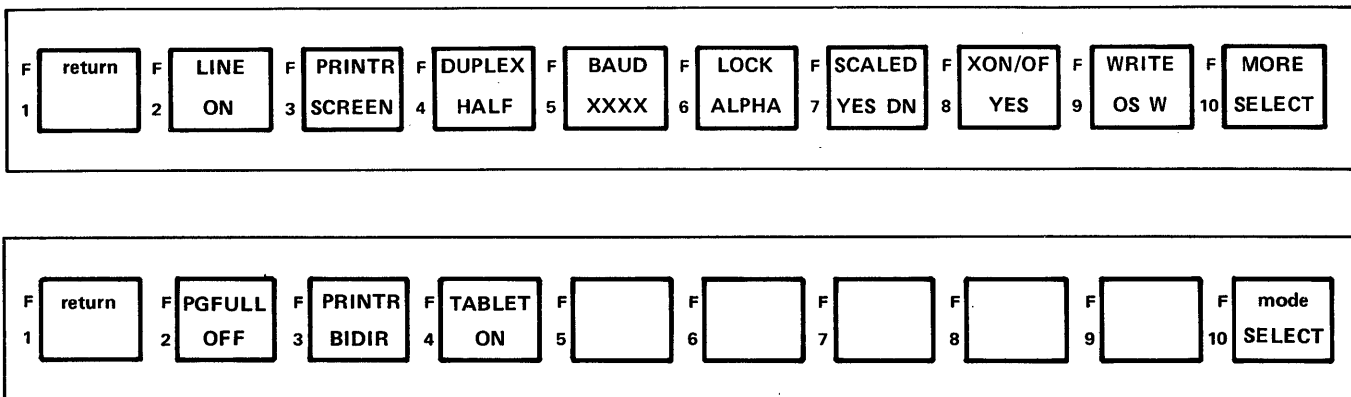 F return F LINE F PRINTR F DUPLEX F BAUD F LOCK F SCALED F XON/OF F WRITE F MORE
1 2 ON 3 SCREEN 4 HALF 5 XXXX 6 ALPHA 7 YES DN 8 YES 9 OS W 10 SELECT
F return F PGFULL F PRINTR F TABLET F F F F F F mode
1 2 OFF 3 BIDIR 4 ON 5 6 7 8 9 10 SELECT